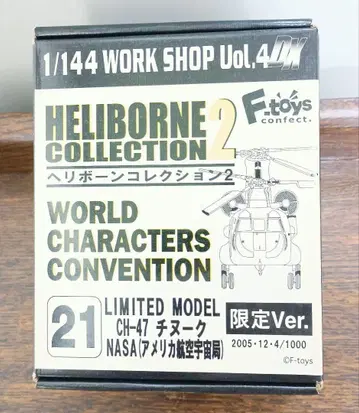 1/144 WORK SHOP Vol.4 DX
F-toys
confect.
HELIBORNE
COLLECTION 2
ヘリボーンコレクション2
WORLD
CHARACTERS
CONVENTION
21
LIMITED MODEL
CH-47 チヌーク
NASA(アメリカ航空宇宙局)
限定Ver.
2005・12・4/1000
©F-toys